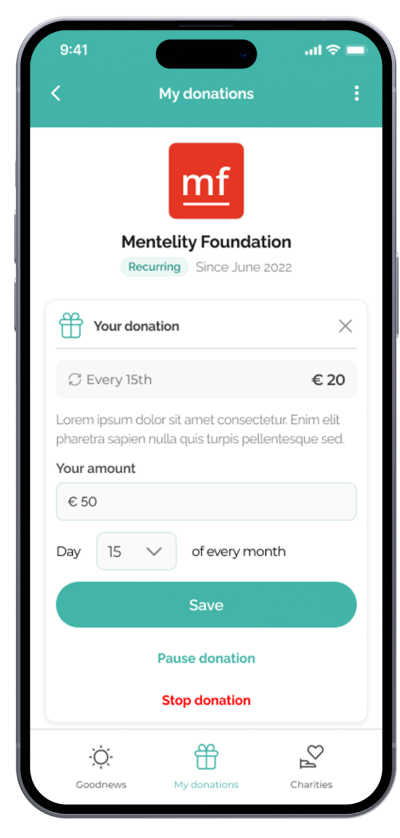 9:41
My donations
mf
Mentelity Foundation
Recurring Since June 2022
Your donation
Every 15th € 20
Lorem ipsum dolor sit amet consectetur. Enim elit
pharetra sapien nulla quis turpis pellentesque sed.
Your amount
€ 50
Day 15 of every month
Save
Pause donation
Stop donation
Goodnews My donations Charities